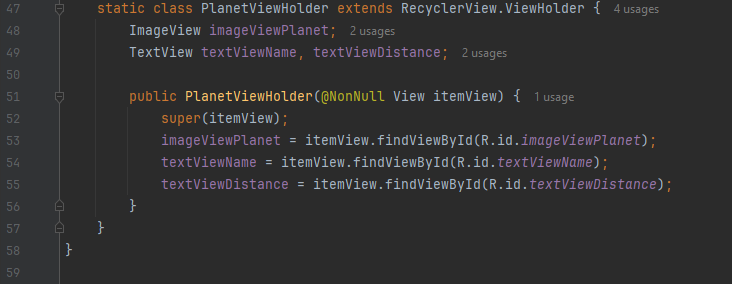 47 static class PlanetViewHolder extends RecyclerView.ViewHolder { 4 usages
48 ImageView imageViewPlanet; 2 usages
49 TextView textViewName, textViewDistance; 2 usages
50
51 public PlanetViewHolder(@NonNull View itemView) { 1 usage
52 super(itemView);
53 imageViewPlanet = itemView.findViewById(R.id.imageViewPlanet);
54 textViewName = itemView.findViewById(R.id.textViewName);
55 textViewDistance = itemView.findViewById(R.id.textViewDistance);
56 }
57 }
58 }
59